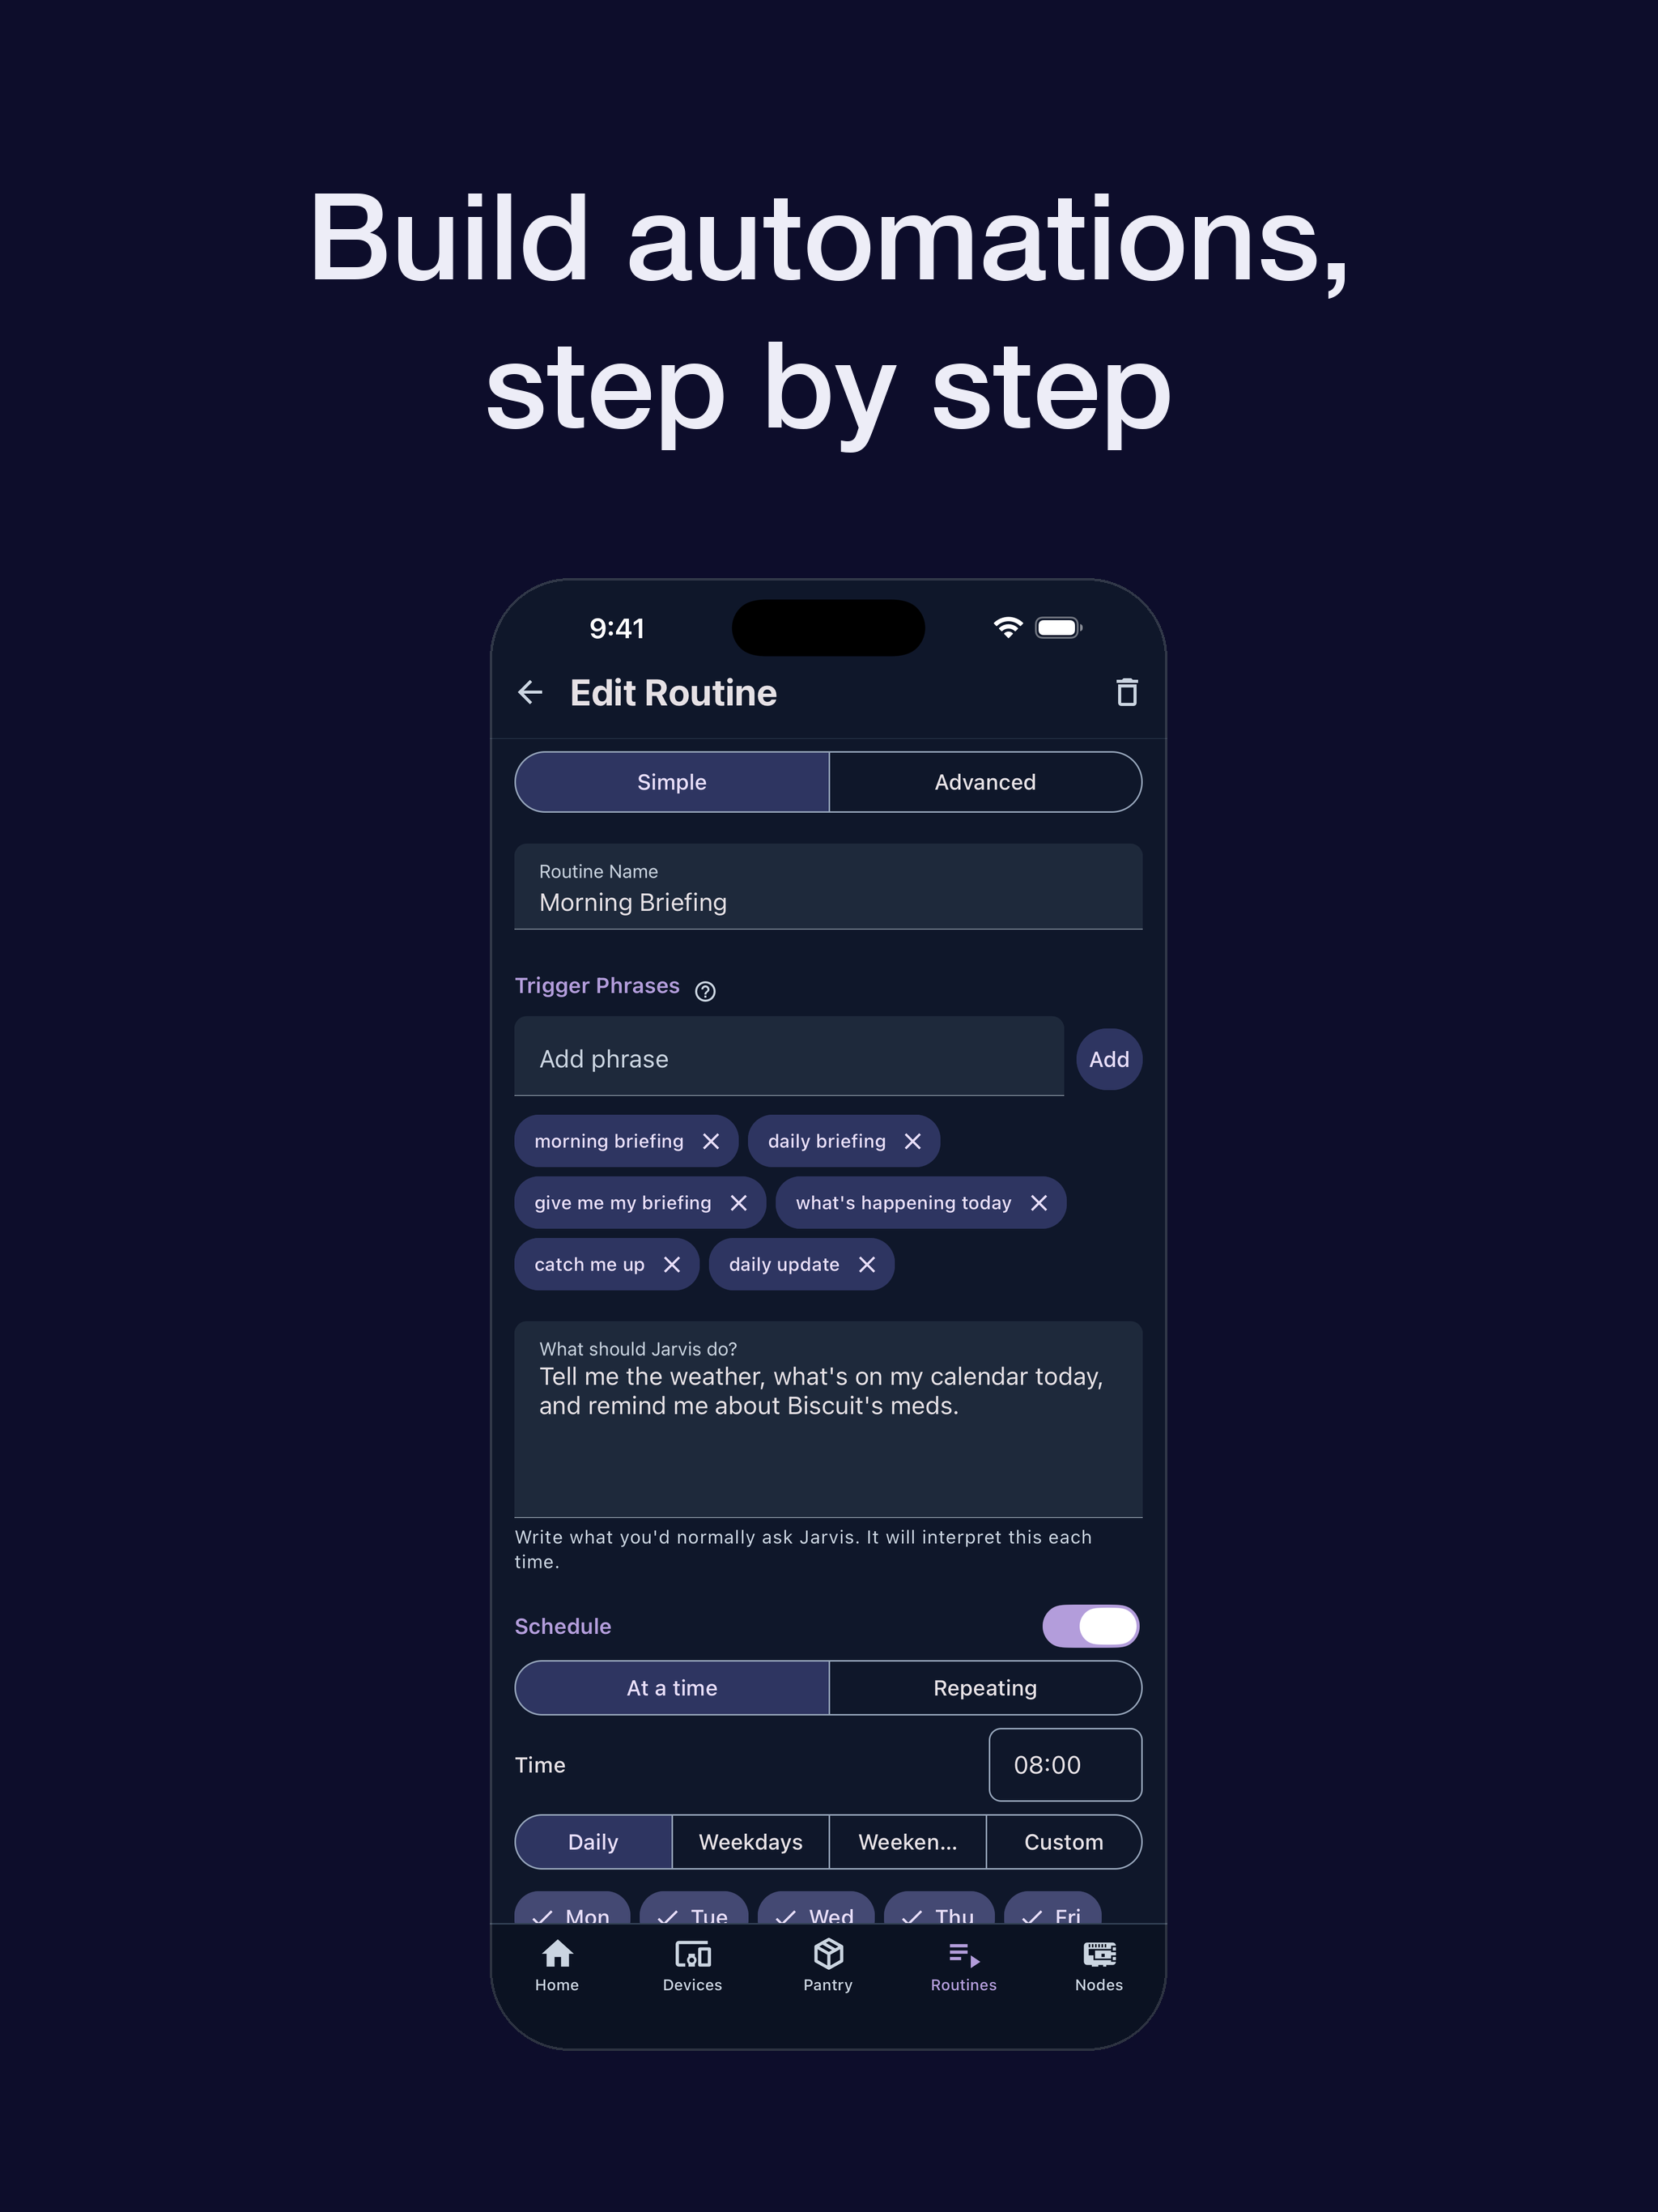 Build automations,
step by step
9:41
Edit Routine
Simple Advanced
Routine Name
Morning Briefing
Trigger Phrases
Add phrase Add
morning briefing daily briefing
give me my briefing what's happening today
catch me up daily update
What should Jarvis do?
Tell me the weather, what's on my calendar today,
and remind me about Biscuit's meds.
Write what you'd normally ask Jarvis. It will interpret this each
time.
Schedule
At a time Repeating
Time 08:00
Daily Weekdays Weeken... Custom
Mon Tue Wed Thu Fri
Home Devices Pantry Routines Nodes